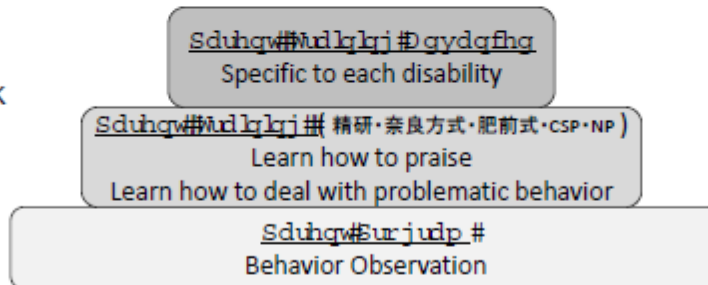 Sduhqw#Wudlqlqj#Dgydqfhg
Specific to each disability
k
Sduhqw#Wudlqlqj#+( 精研・奈良方式・肥前式・CSP・NP )
Learn how to praise
Learn how to deal with problematic behavior
Sduhqw#Surjudp #
Behavior Observation